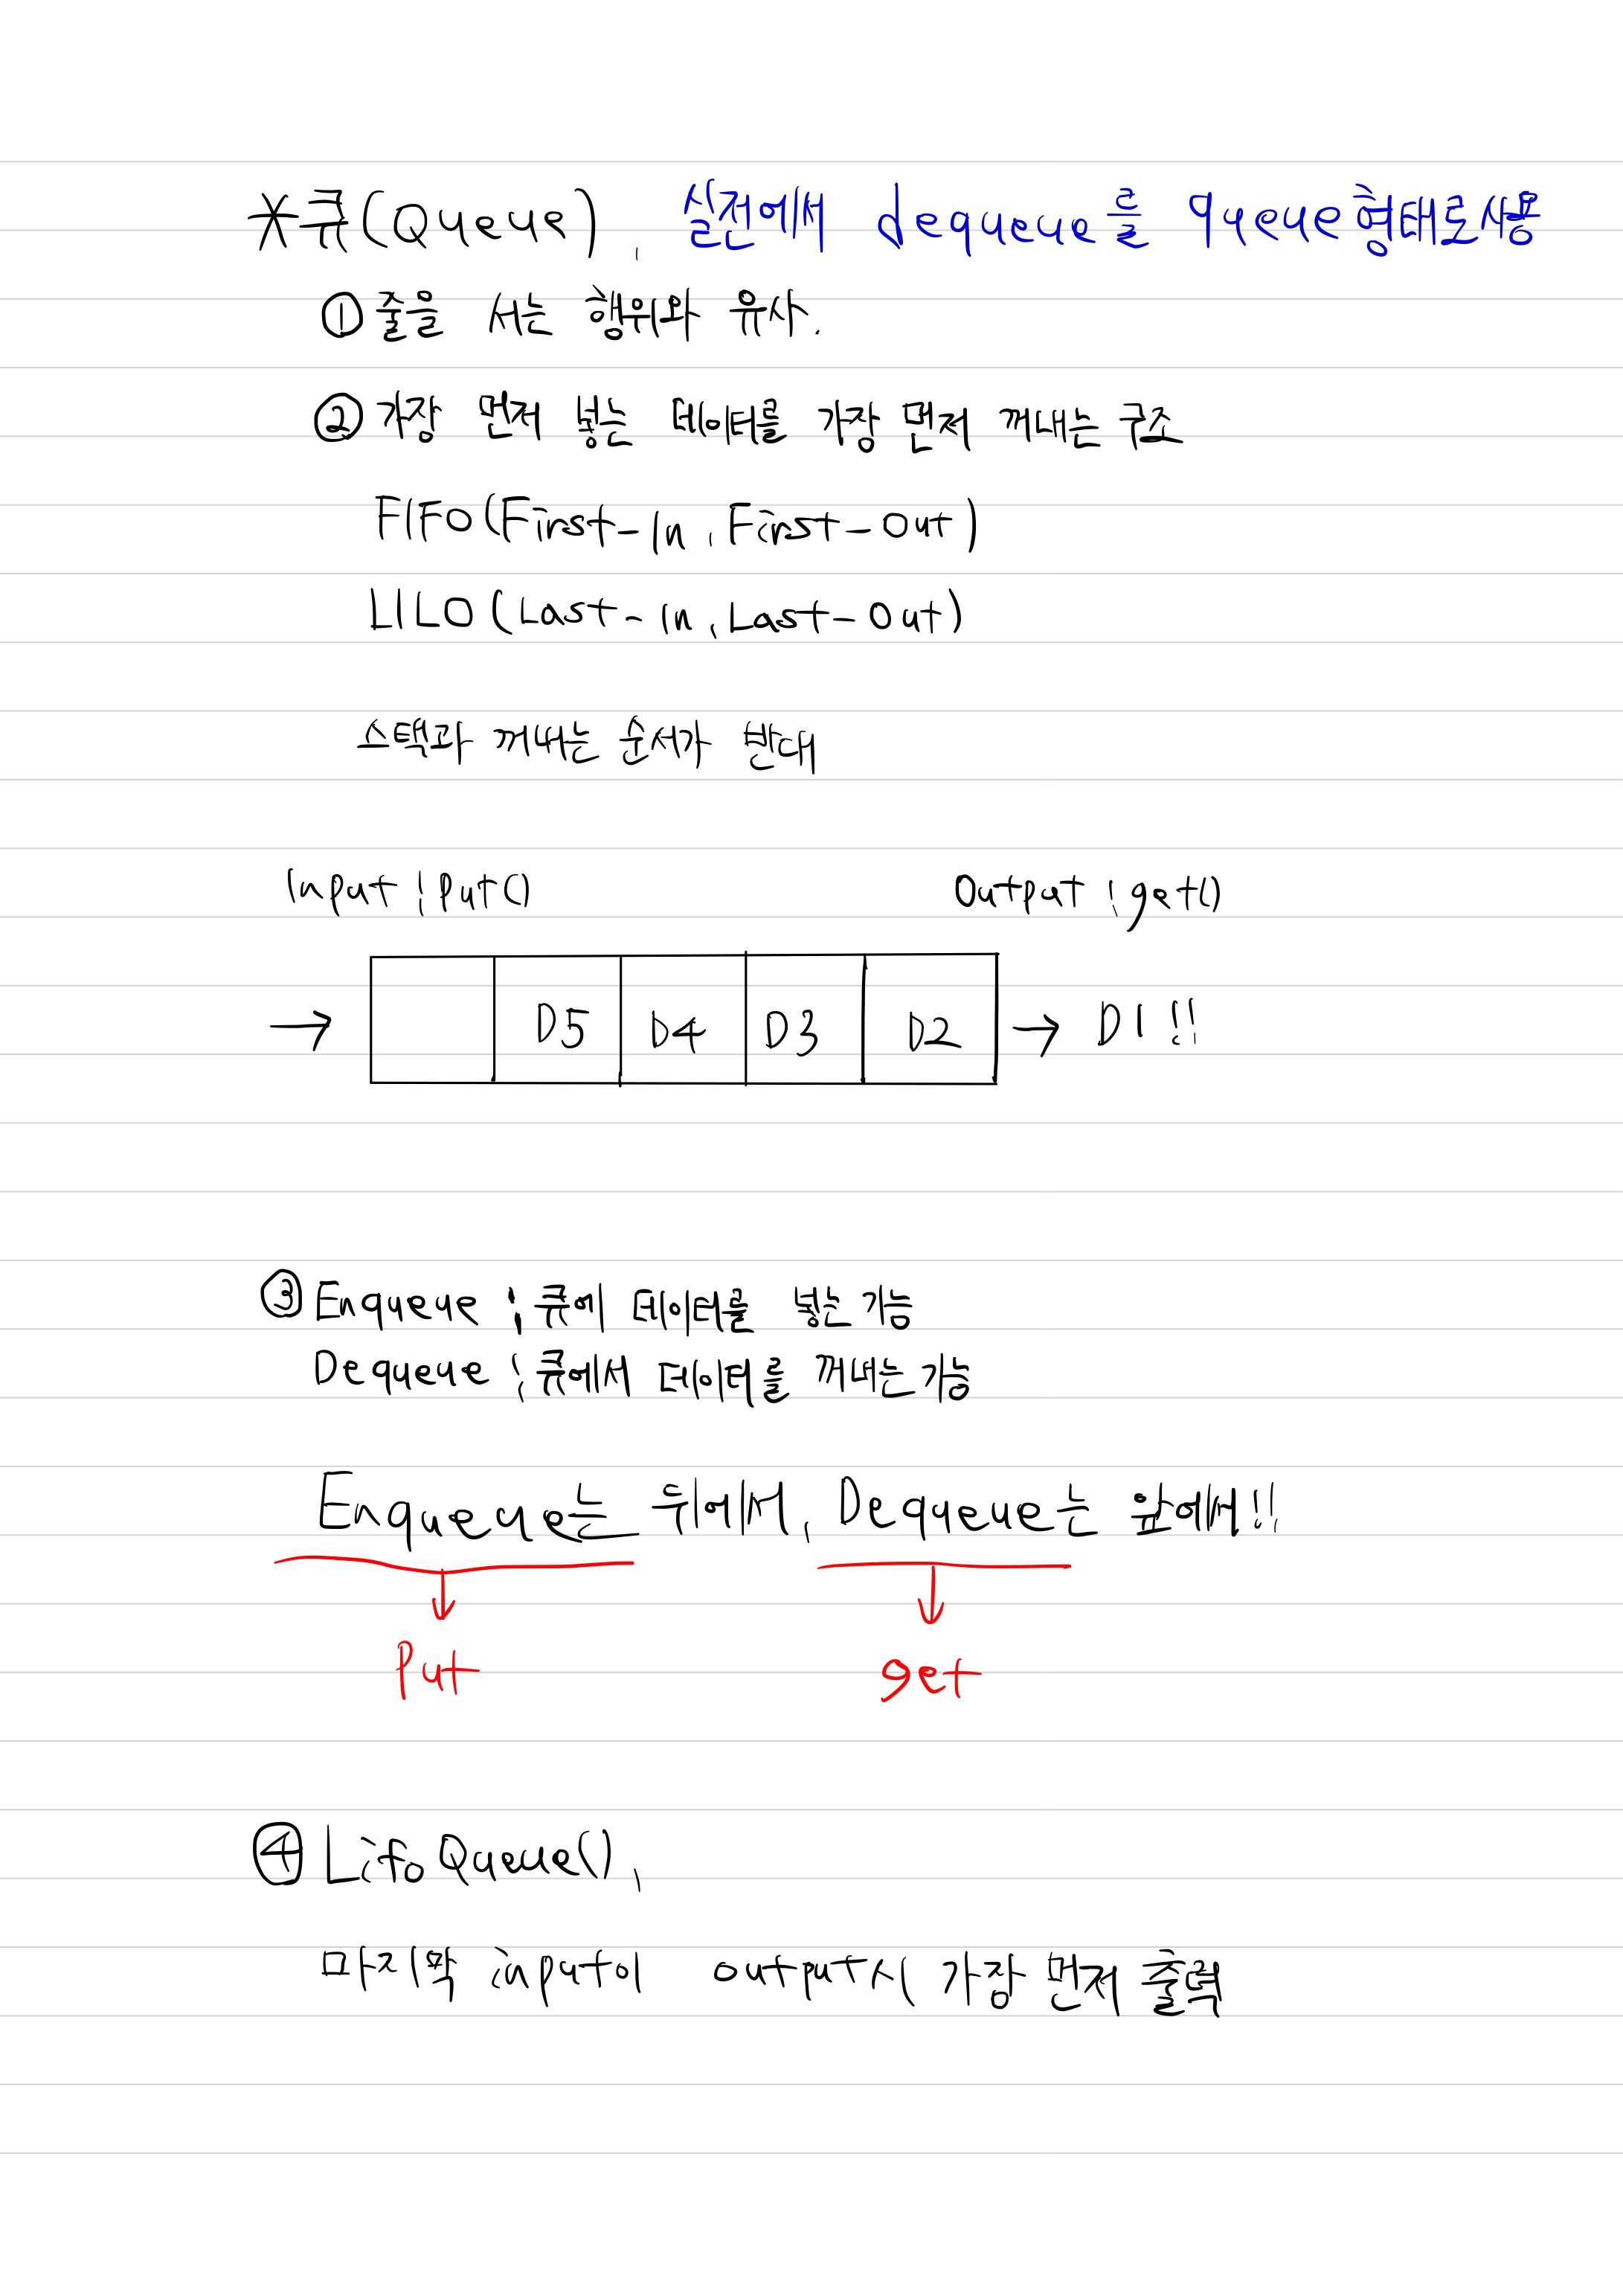 *큐(Queue), 실전에서 dequeue를 queue형태로사용
① 줄을 서는 행위와 유사.
② 가장 먼저 넣는 데이터를 가장 먼저 꺼내는 구조
FIFO(First-In, First-Out)
LILO(Last-In, Last-Out)
스택과 꺼내는 순서가 반대
Input : Put() Output : get()
→ D5 D4 D3 D2 → D1!!
③ Enqueue : 큐에 데이터를 넣는 기능
Dequeue : 큐에서 데이터를 꺼내는 기능
Enqueue는 뒤에서, Dequeue는 앞에서!!
Put get
④ LifoQueue(),
마지막 input이 output시 가장 먼저 출력